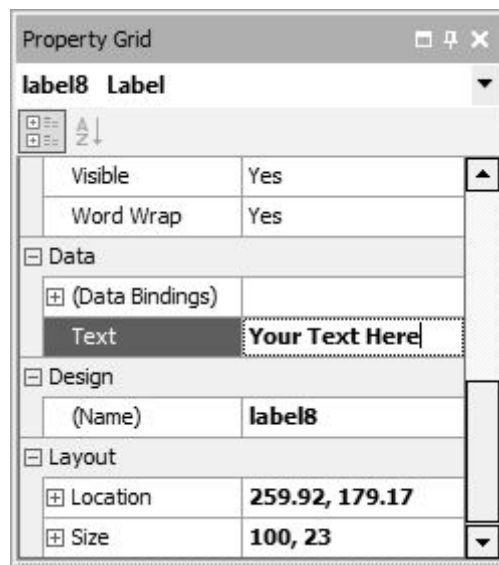 Property Grid
label8 Label
A
Z
Visible Yes
Word Wrap Yes
Data
(Data Bindings)
Text Your Text Here
Design
(Name) label8
Layout
Location 259.92, 179.17
Size 100, 23